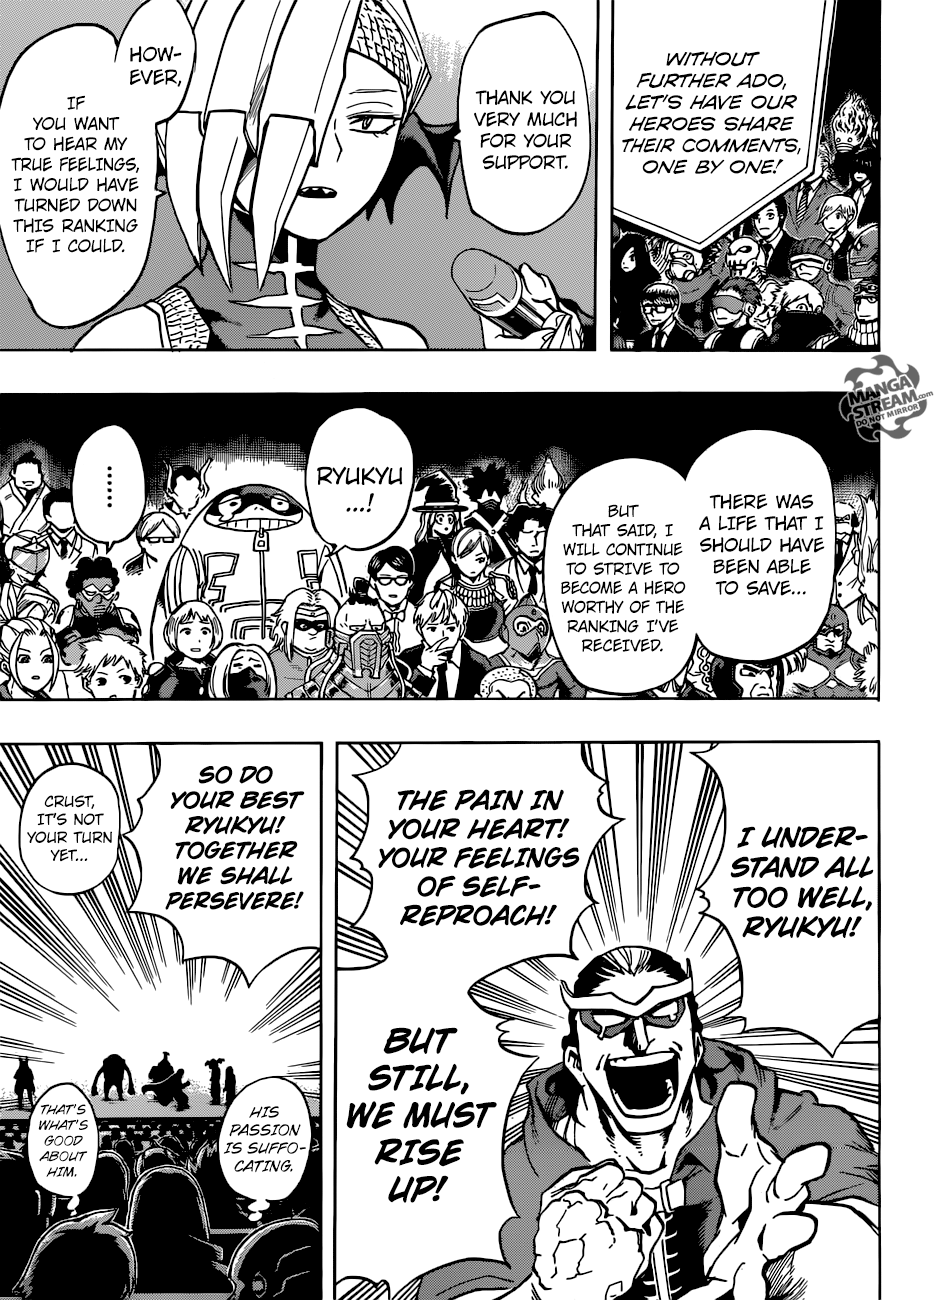 WITHOUT
FURTHER ADO,
LET'S HAVE OUR
HEROES SHARE
THEIR COMMENTS,
ONE BY ONE!
THANK YOU
VERY MUCH
FOR YOUR
SUPPORT.
HOW-
EVER,
IF
YOU WANT
TO HEAR MY
TRUE FEELINGS,
I WOULD HAVE
TURNED DOWN
THIS RANKING
IF I COULD.
MANGA
STREAM.com
DO NOT MIRROR
THERE WAS
A LIFE THAT I
SHOULD HAVE
BEEN ABLE
TO SAVE...
BUT
THAT SAID, I
WILL CONTINUE
TO STRIVE TO
BECOME A HERO
WORTHY OF THE
RANKING I'VE
RECEIVED.
RYUKYU
...!
......
I UNDER-
STAND ALL
TOO WELL,
RYUKYU!
THE PAIN IN
YOUR HEART!
YOUR FEELINGS
OF SELF-
REPROACH!
BUT
STILL,
WE MUST
RISE
UP!
SO DO
YOUR BEST
RYUKYU!
TOGETHER
WE SHALL
PERSEVERE!
CRUST,
IT'S NOT
YOUR TURN
YET...
HIS
PASSION
IS SUFFO-
CATING.
THAT'S
WHAT'S
GOOD
ABOUT
HIM.